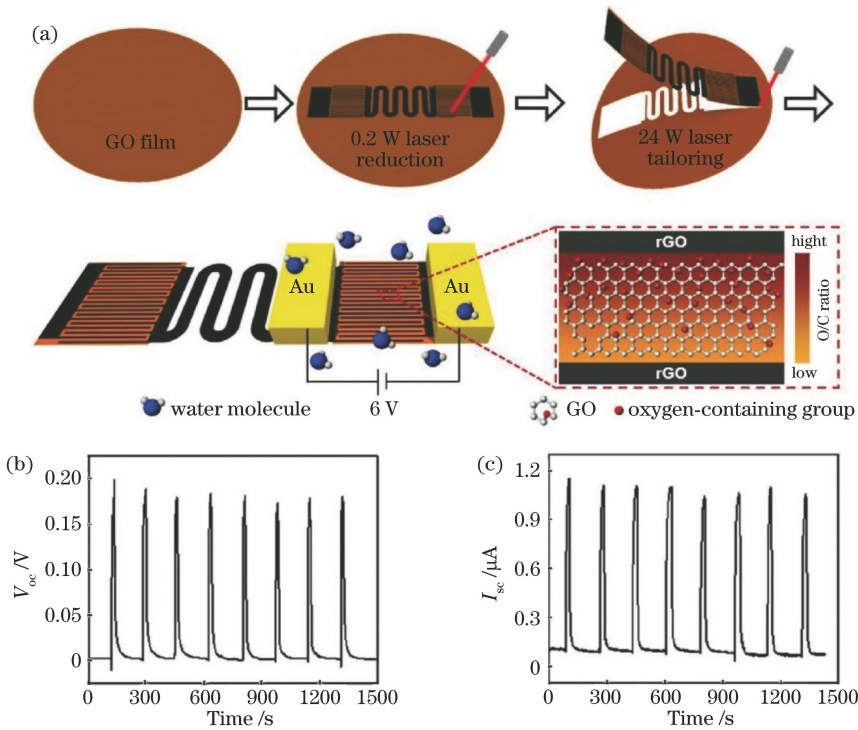 (a)
GO film
0.2 W laser
reduction
24 W laser
tailoring
Au
Au
6 V
water molecule
rGO
rGO
hight
O/C ratio
low
GO
oxygen-containing group
(b)
Voc /V
0.20
0.15
0.10
0.05
0
0 300 600 900 1200 1500
Time /s
(c)
Isc /μA
1.2
0.9
0.6
0.3
0
0 300 600 900 1200 1500 1800
Time /s